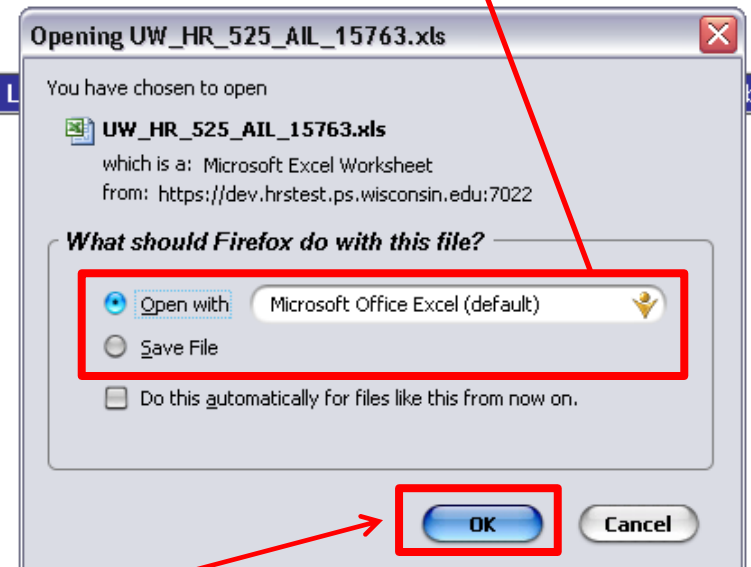 Opening UW_HR_525_AIL_15763.xls
You have chosen to open
UW_HR_525_AIL_15763.xls
which is a: Microsoft Excel Worksheet
from: https://dev.hrstest.ps.wisconsin.edu:7022
What should Firefox do with this file?
Open with Microsoft Office Excel (default)
Save File
Do this automatically for files like this from now on.
OK Cancel